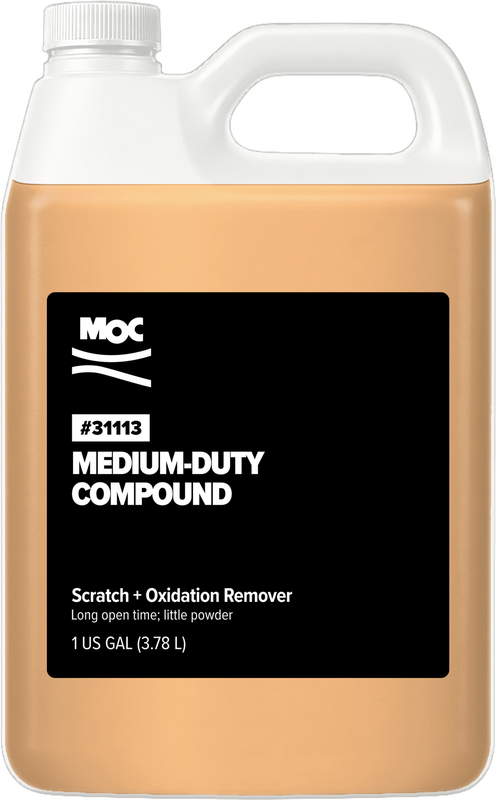 MOC
#31113
MEDIUM-DUTY
COMPOUND
Scratch + Oxidation Remover
Long open time; little powder
1 US GAL (3.78 L)